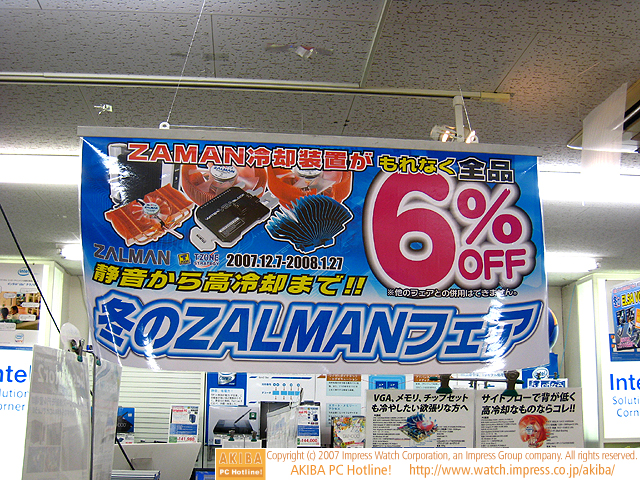 ZAMAN冷却装置が もれなく全品
6%OFF
ZALMAN T·ZONE STRATEGY 2007.12.7-2008.1.27
静音から高冷却まで!!
※他のフェアとの併用はできません。
冬のZALMANフェア
Intel
Solution
Corner
Intel
Solution
Corner
VGA、メモリ、チップセット
も冷やしたい欲張りな方へ
サイドフローで背が低く
高冷却なものならコレ!!
AKIBA
PC Hotline!
Copyright (c) 2007 Impress Watch Corporation, an Impress Group company. All rights reserved.
AKIBA PC Hotline! http://www.watch.impress.co.jp/akiba/